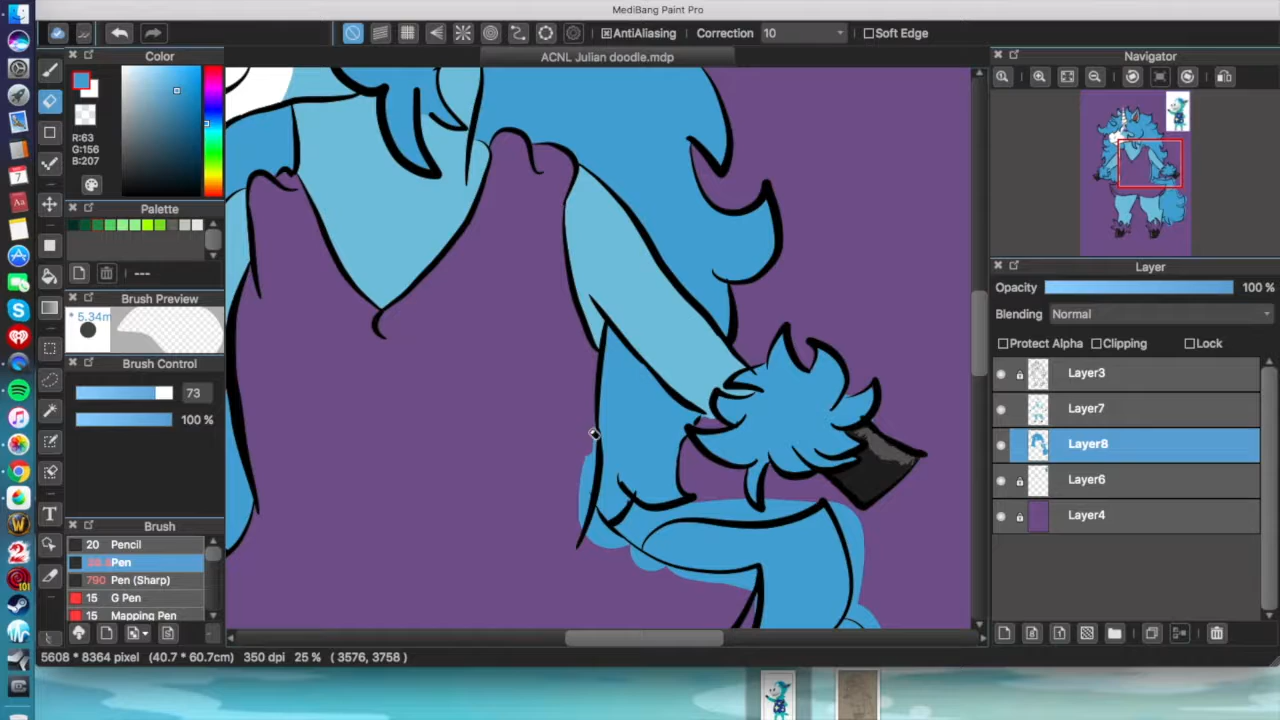 MediBang Paint Pro
AntiAliasing Correction 10 Soft Edge
ACNL Julian doodle.mdp
Color
R:63
G:156
B:207
Palette
---
Brush Preview
* 5.34m
Brush Control
73
100 %
Brush
20 Pencil
Pen
790 Pen (Sharp)
15 G Pen
15 Mapping Pen
Navigator
Layer
Opacity 100 %
Blending Normal
Protect Alpha Clipping Lock
Layer3
Layer7
Layer8
Layer6
Layer4
5608 * 8364 pixel (40.7 * 60.7cm) 350 dpi 25 % ( 3576, 3758 )